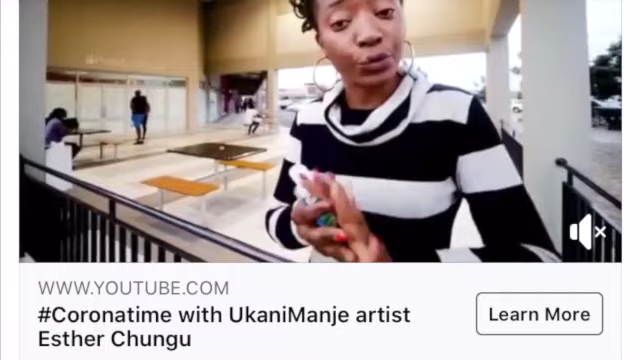 WWW.YOUTUBE.COM
#Coronatime with UkaniManje artist
Esther Chungu
Learn More